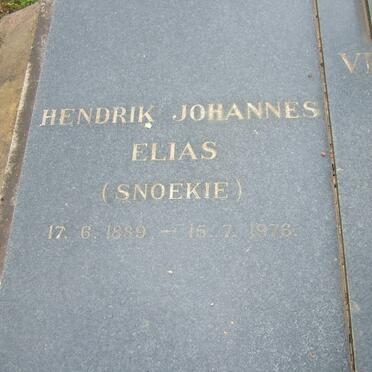 HENDRIK JOHANNES
ELIAS
(SNOEKIE)
17. 6. 1889 – 15. 7. 1976.